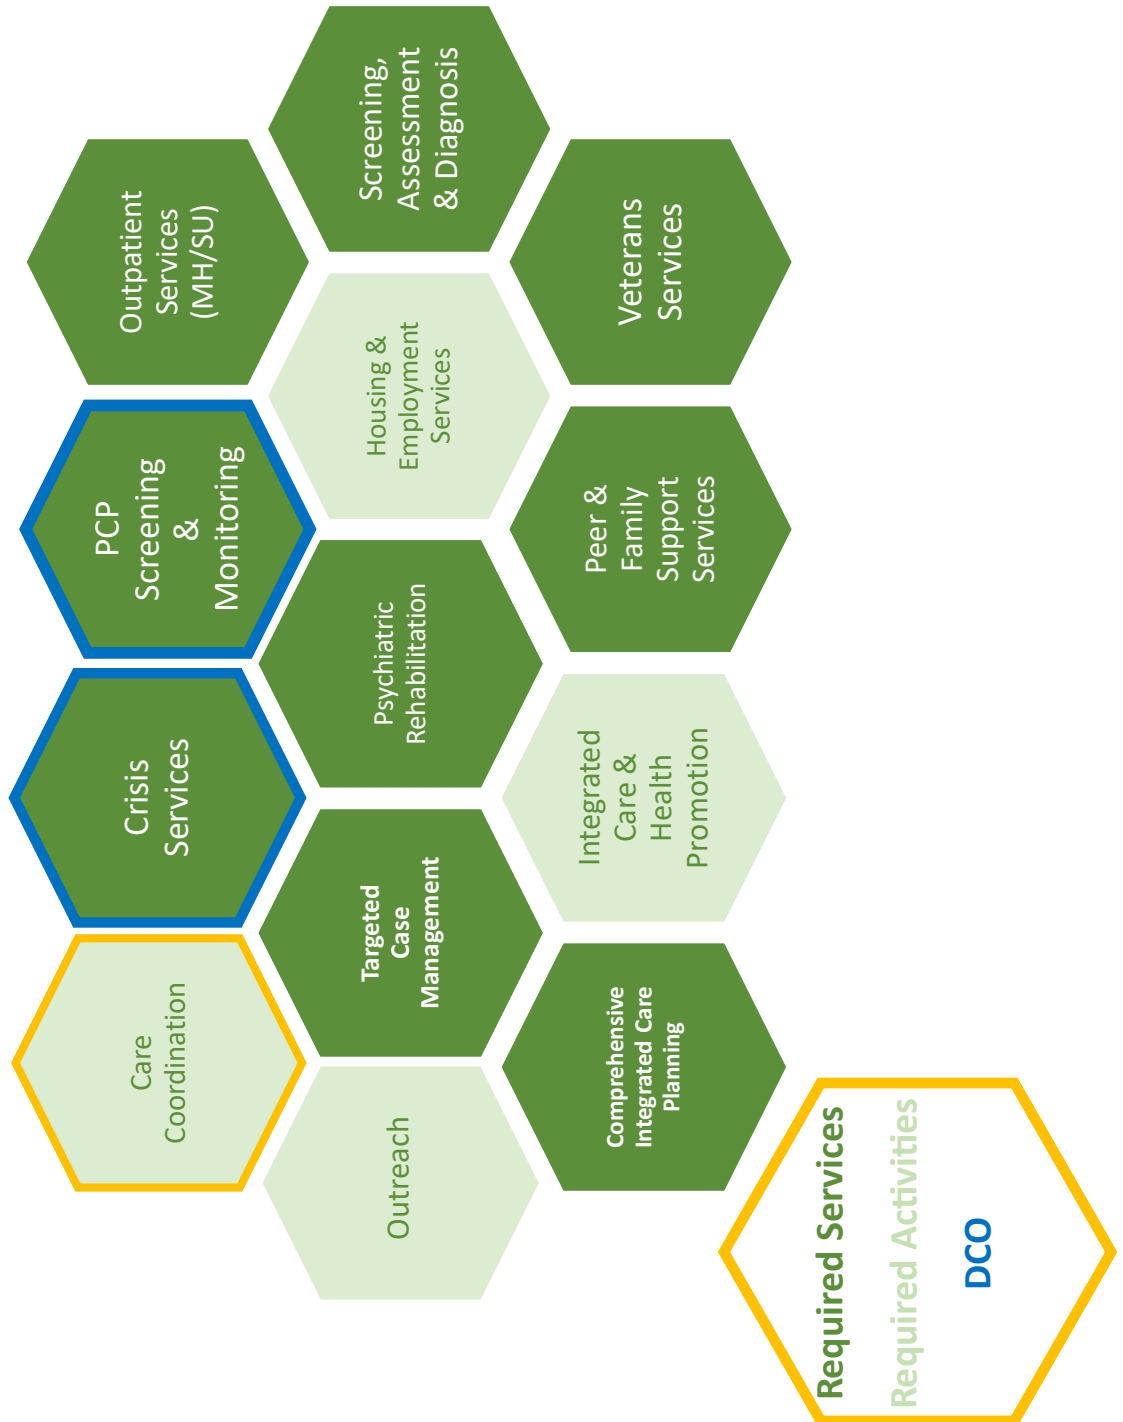 Care
Coordination
Crisis
Services
PCP
Screening
&
Monitoring
Outpatient
Services
(MH/SU)
Outreach
Targeted
Case
Management
Psychiatric
Rehabilitation
Housing &
Employment
Services
Screening,
Assessment
& Diagnosis
Comprehensive
Integrated Care
Planning
Integrated
Care &
Health
Promotion
Peer &
Family
Support
Services
Veterans
Services
Required Services
Required Activities
DCO